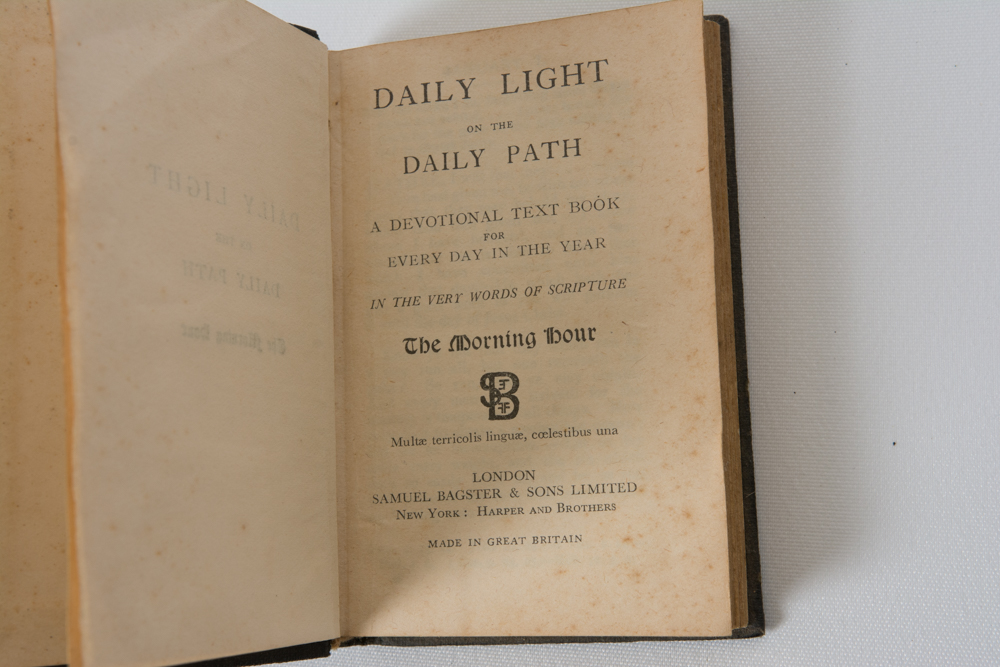 DAILY LIGHT
ON THE
DAILY PATH
A DEVOTIONAL TEXT BOOK
FOR
EVERY DAY IN THE YEAR
IN THE VERY WORDS OF SCRIPTURE
The Morning Hour
Multæ terricolis linguæ, cœlestibus una
LONDON
SAMUEL BAGSTER & SONS LIMITED
NEW YORK: HARPER AND BROTHERS
MADE IN GREAT BRITAIN